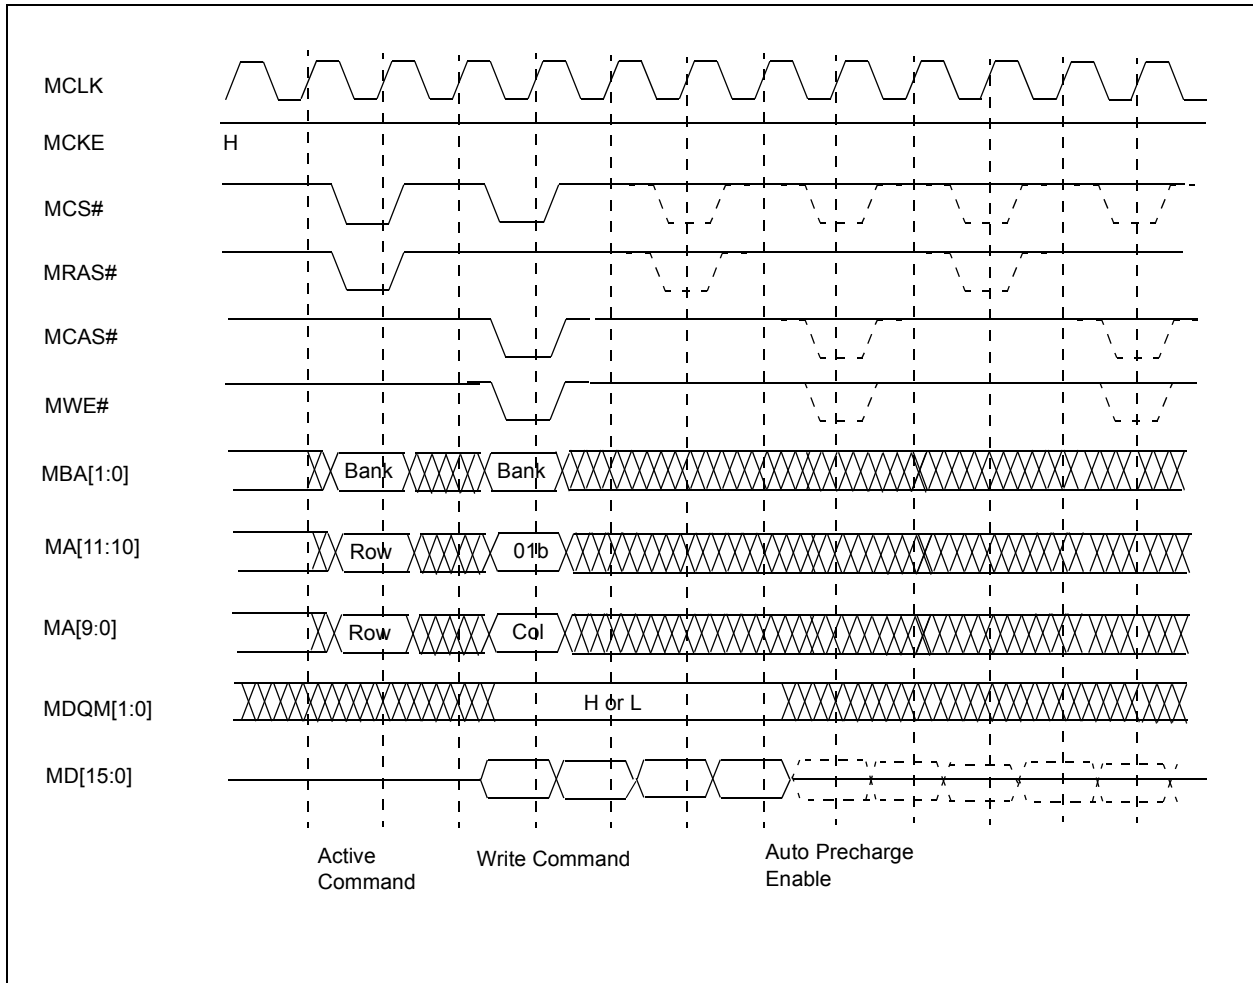 MCLK
MCKE H
MCS#
MRAS#
MCAS#
MWE#
MBA[1:0] Bank Bank
MA[11:10] Row 01b
MA[9:0] Row Col
MDQM[1:0] H or L
MD[15:0]
Active
Command
Write Command
Auto Precharge
Enable